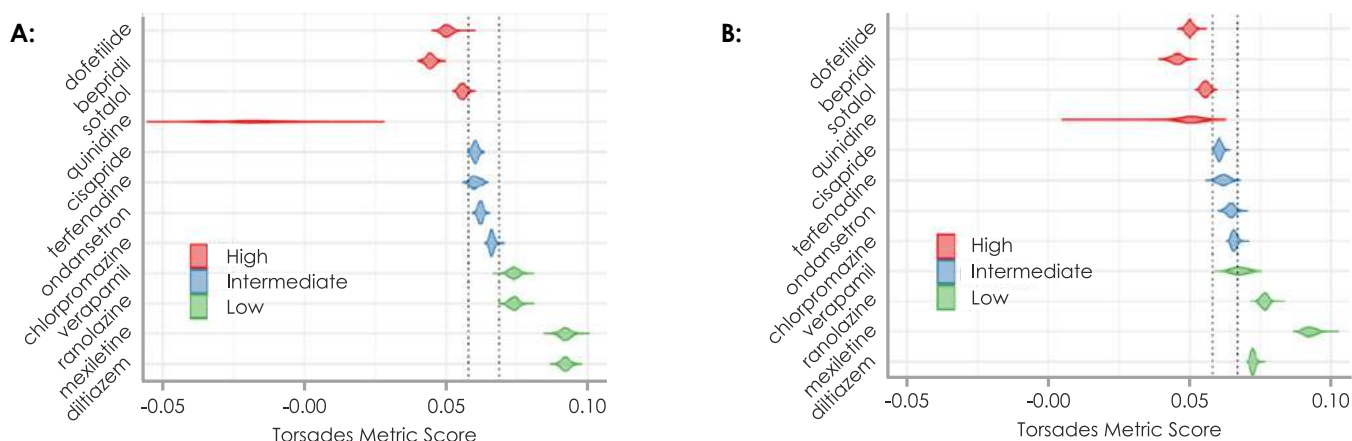 A:
dofetilide
bepridil
sotalol
quinidine
cisapride
terfenadine
ondansetron
chlorpromazine
verapamil
ranolazine
mexiletine
diltiazem
High
Intermediate
Low
-0.05
-0.00
0.05
0.10
Torsades Metric Score
B:
dofetilide
bepridil
sotalol
quinidine
cisapride
terfenadine
ondansetron
chlorpromazine
verapamil
ranolazine
mexiletine
diltiazem
High
Intermediate
Low
-0.05
-0.00
0.05
0.10
Torsades Metric Score